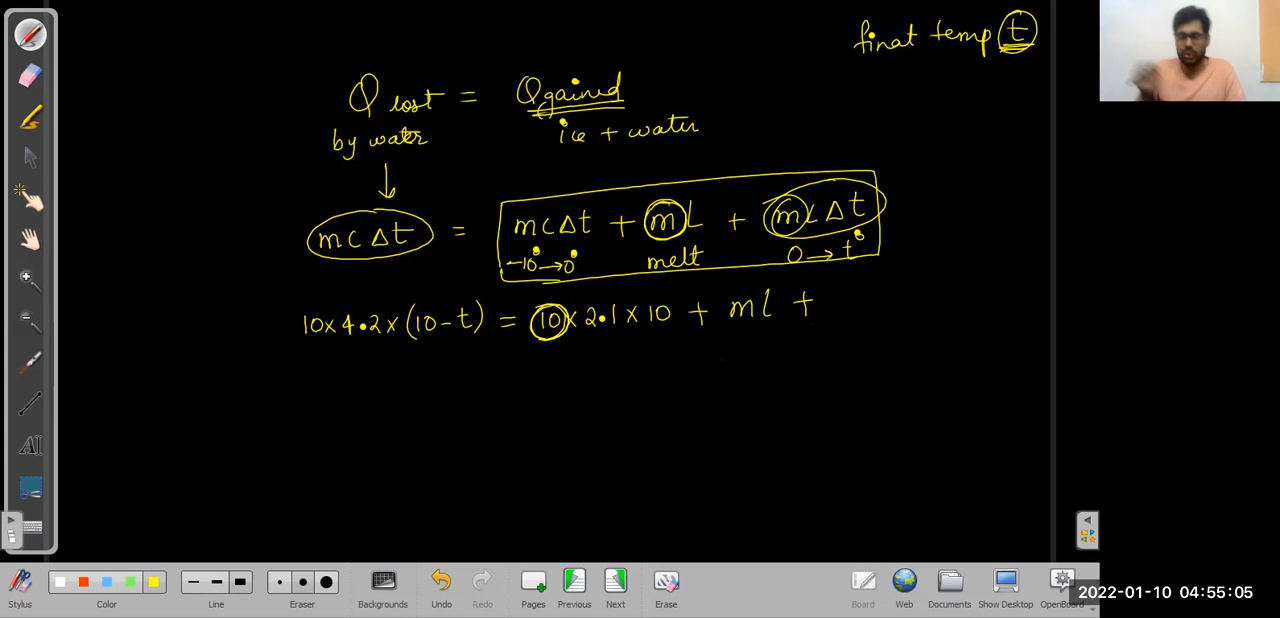 final temp t
Q lost = Q gained
by water ice + water
mcΔt = mcΔt + mL + mcΔt
-10° → 0° melt 0 → t°
10 × 4.2 × (10 - t) = 10 × 2.1 × 10 + mL +
AI
Stylus Color Line Eraser Backgrounds Undo Redo Pages Previous Next Erase Board Web Documents Show Desktop OpenBoard
2022-01-10 04:55:05